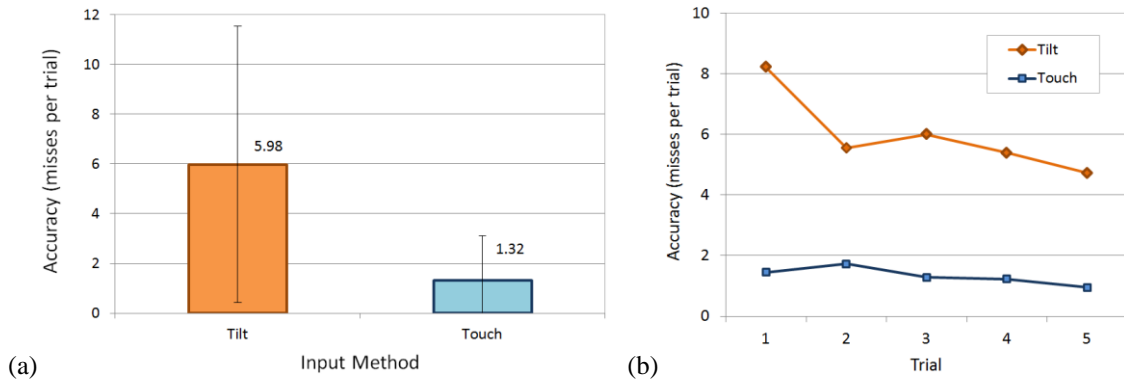 Accuracy (misses per trial)
12
10
8
6
4
2
0
5.98
1.32
Tilt
Touch
Input Method
(a)
Accuracy (misses per trial)
10
8
6
4
2
0
Tilt
Touch
1
2
3
4
5
Trial
(b)